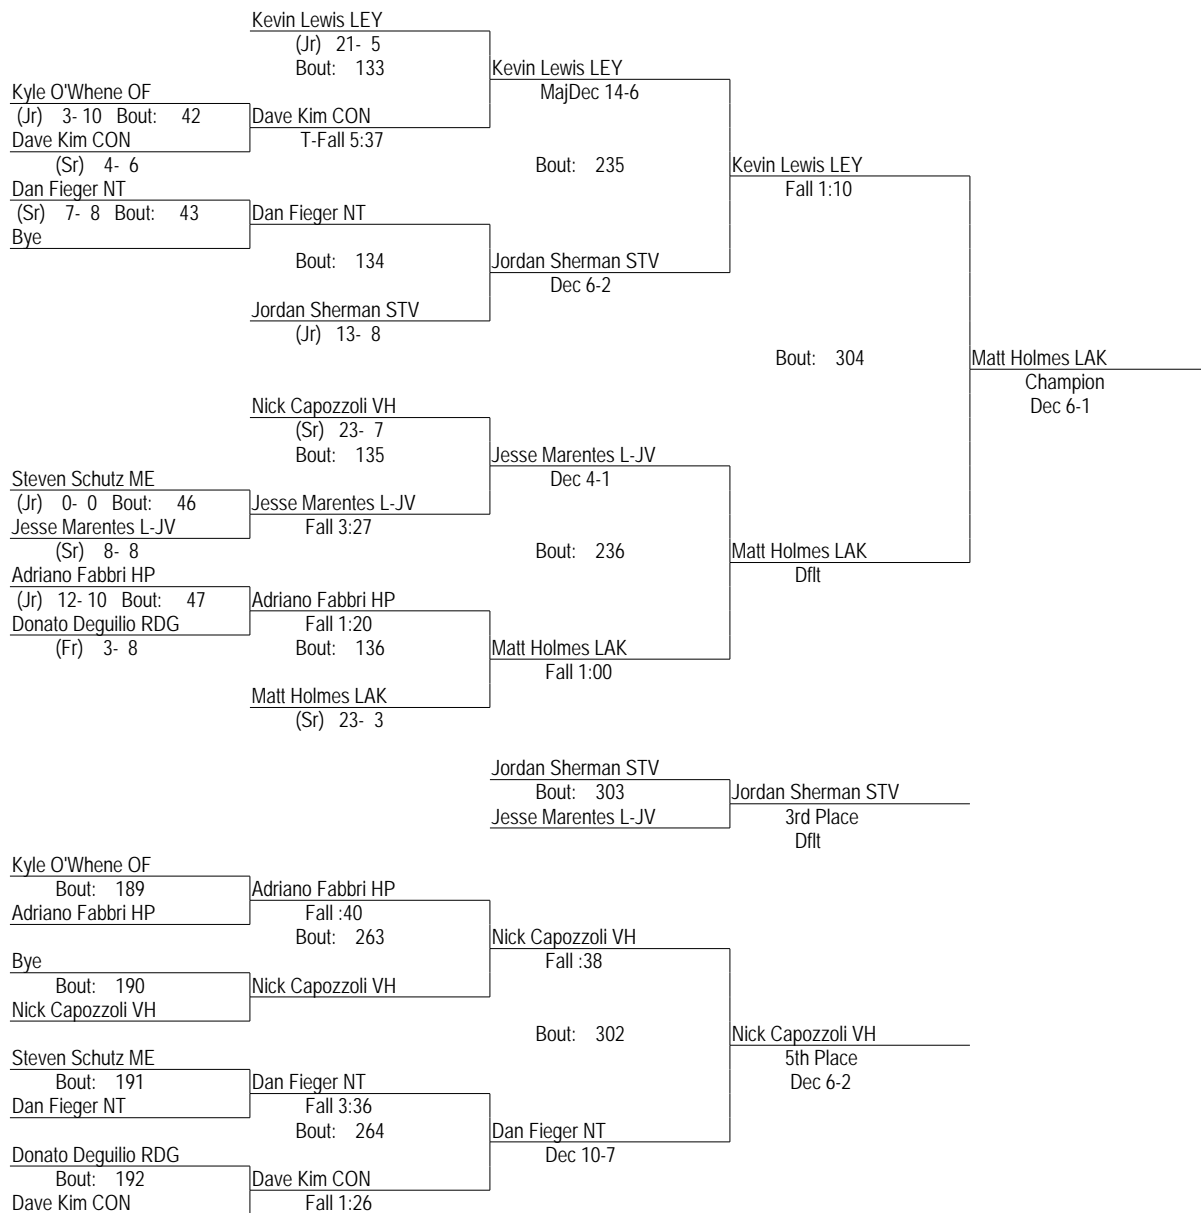 Kevin Lewis LEY
(Jr) 21- 5
Bout: 133
Kevin Lewis LEY
MajDec 14-6
Kyle O'Whene OF
(Jr) 3- 10 Bout: 42
Dave Kim CON
Dave Kim CON
T-Fall 5:37
(Sr) 4- 6
Bout: 235
Kevin Lewis LEY
Fall 1:10
Dan Fieger NT
(Sr) 7- 8 Bout: 43
Dan Fieger NT
Bye
Bout: 134
Jordan Sherman STV
Dec 6-2
Jordan Sherman STV
(Jr) 13- 8
Bout: 304
Matt Holmes LAK
Champion
Dec 6-1
Nick Capozzoli VH
(Sr) 23- 7
Bout: 135
Jesse Marentes L-JV
Dec 4-1
Steven Schutz ME
(Jr) 0- 0 Bout: 46
Jesse Marentes L-JV
Jesse Marentes L-JV
Fall 3:27
(Sr) 8- 8
Bout: 236
Matt Holmes LAK
Dflt
Adriano Fabbri HP
(Jr) 12- 10 Bout: 47
Adriano Fabbri HP
Donato Deguilio RDG
Fall 1:20
(Fr) 3- 8
Bout: 136
Matt Holmes LAK
Fall 1:00
Matt Holmes LAK
(Sr) 23- 3
Jordan Sherman STV
Bout: 303
Jordan Sherman STV
Jesse Marentes L-JV
3rd Place
Dflt
Kyle O'Whene OF
Bout: 189
Adriano Fabbri HP
Adriano Fabbri HP
Fall :40
Bout: 263
Nick Capozzoli VH
Fall :38
Bye
Bout: 190
Nick Capozzoli VH
Nick Capozzoli VH
Bout: 302
Nick Capozzoli VH
5th Place
Dec 6-2
Steven Schutz ME
Bout: 191
Dan Fieger NT
Dan Fieger NT
Fall 3:36
Bout: 264
Dan Fieger NT
Dec 10-7
Donato Deguilio RDG
Bout: 192
Dave Kim CON
Dave Kim CON
Fall 1:26